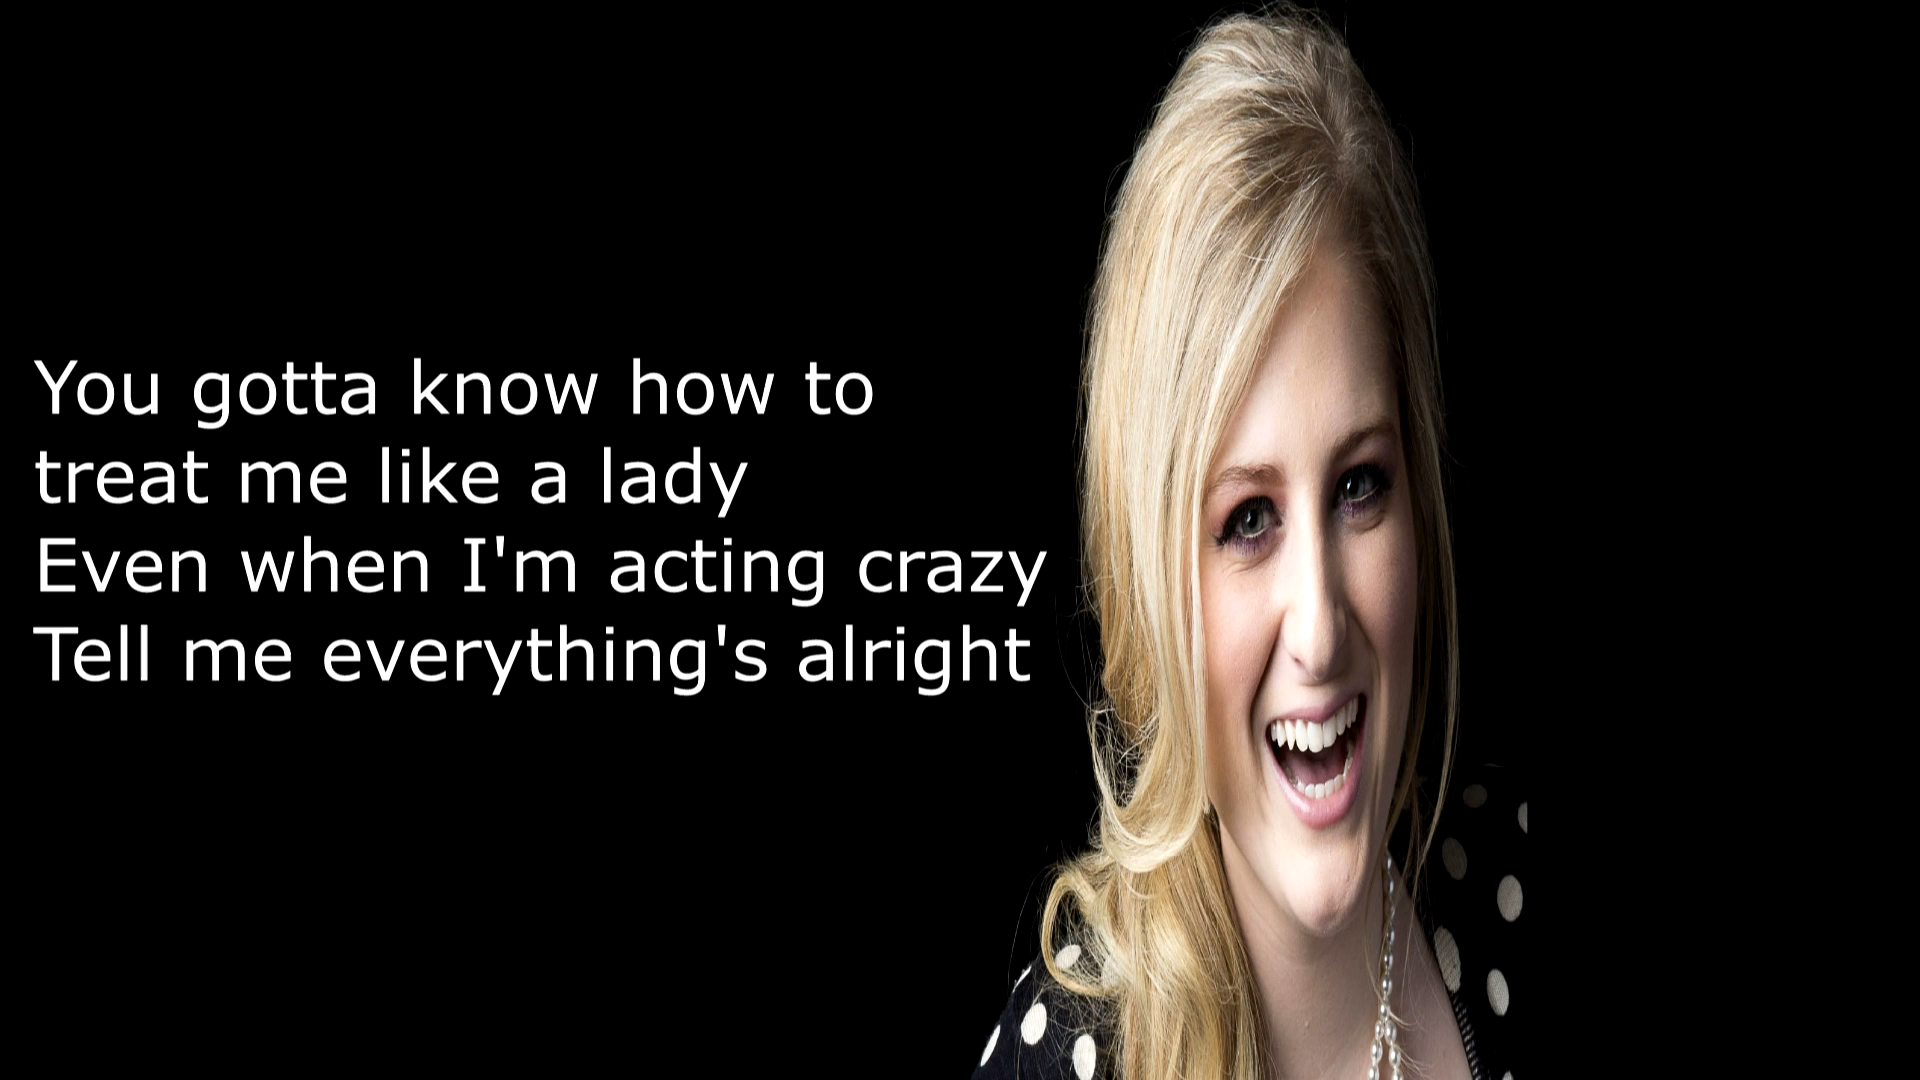 You gotta know how to
treat me like a lady
Even when I'm acting crazy
Tell me everything's alright